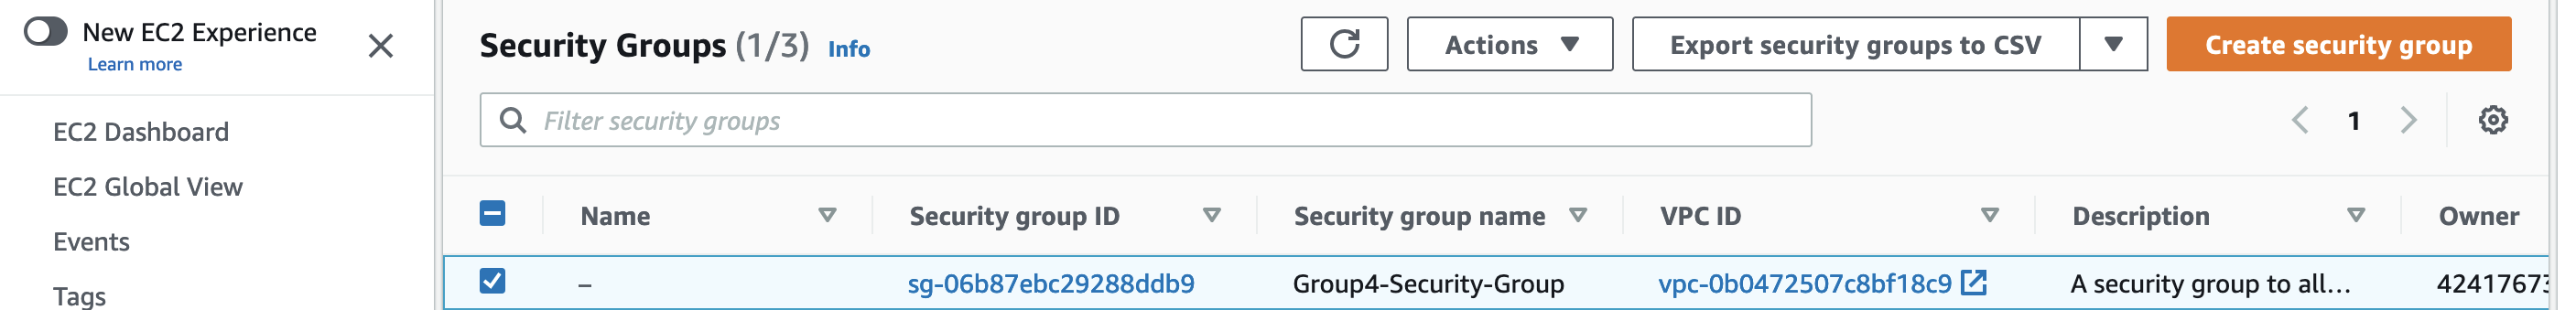 New EC2 Experience
Learn more
EC2 Dashboard
EC2 Global View
Events
Tags
Security Groups (1/3) Info
Actions
Export security groups to CSV
Create security group
Filter security groups
1
Name Security group ID Security group name VPC ID Description Owner
– sg-06b87ebc29288ddb9 Group4-Security-Group vpc-0b0472507c8bf18c9 A security group to all... 42417673